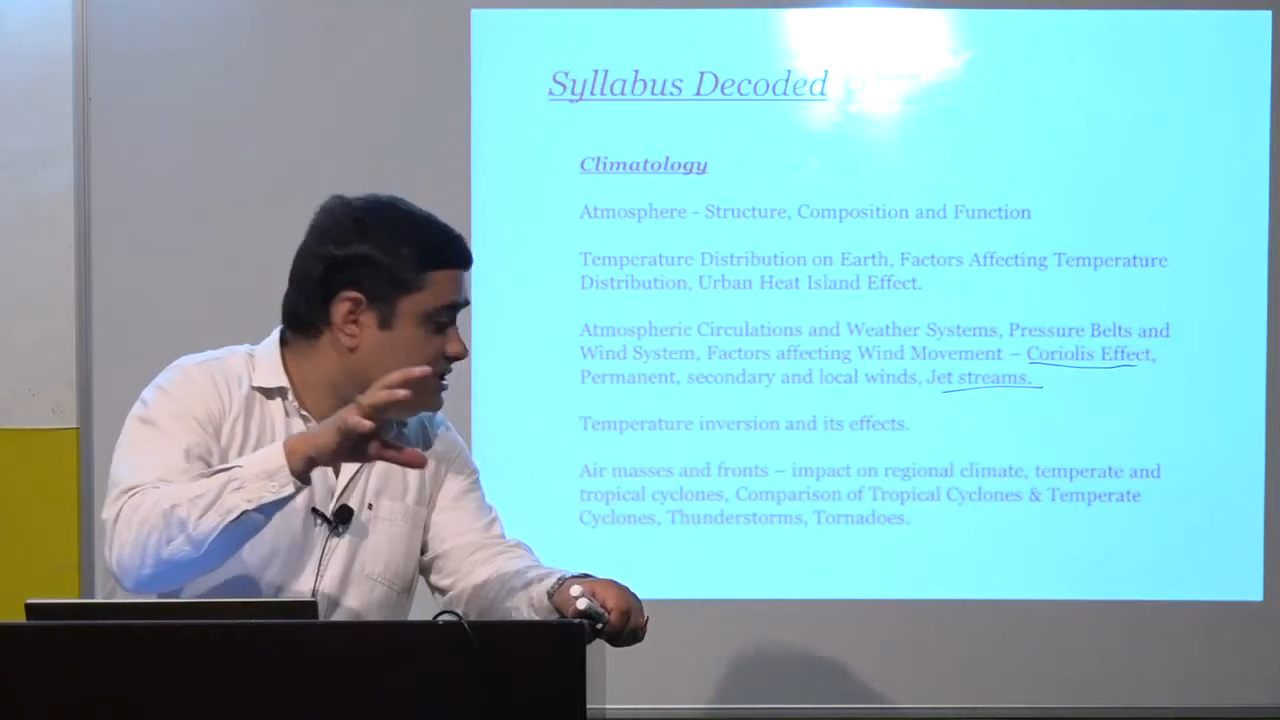 Syllabus Decoded
Climatology
Atmosphere - Structure, Composition and Function
Temperature Distribution on Earth, Factors Affecting Temperature
Distribution, Urban Heat Island Effect.
Atmospheric Circulations and Weather Systems, Pressure Belts and
Wind System, Factors affecting Wind Movement – Coriolis Effect,
Permanent, secondary and local winds, Jet streams.
Temperature inversion and its effects.
Air masses and fronts – impact on regional climate, temperate and
tropical cyclones, Comparison of Tropical Cyclones & Temperate
Cyclones, Thunderstorms, Tornadoes.